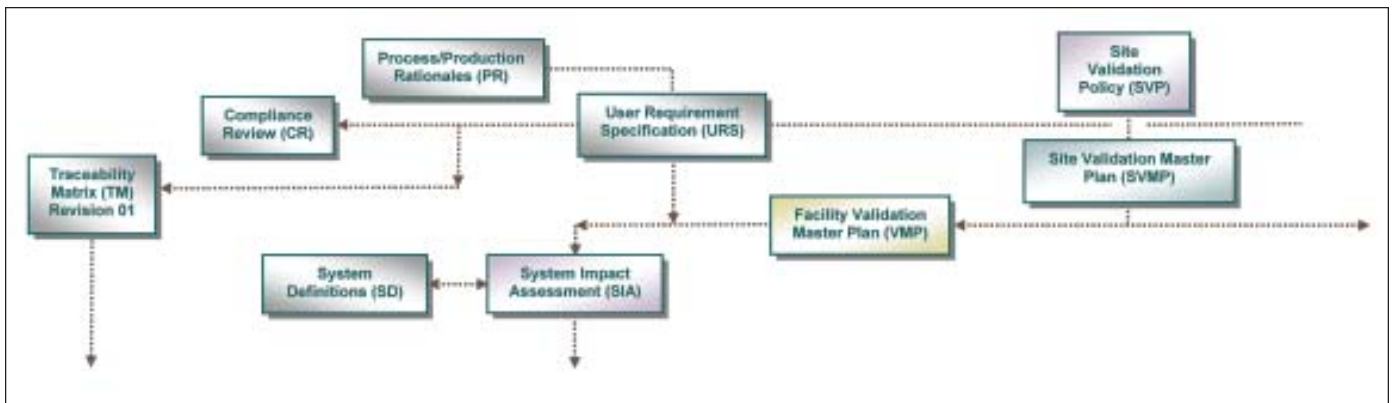 Process/Production
Rationales (PR)
Site
Validation
Policy (SVP)
Compliance
Review (CR)
User Requirement
Specification (URS)
Traceability
Matrix (TM)
Revision 01
Site Validation Master
Plan (SVMP)
Facility Validation
Master Plan (VMP)
System
Definitions (SD)
System Impact
Assessment (SIA)